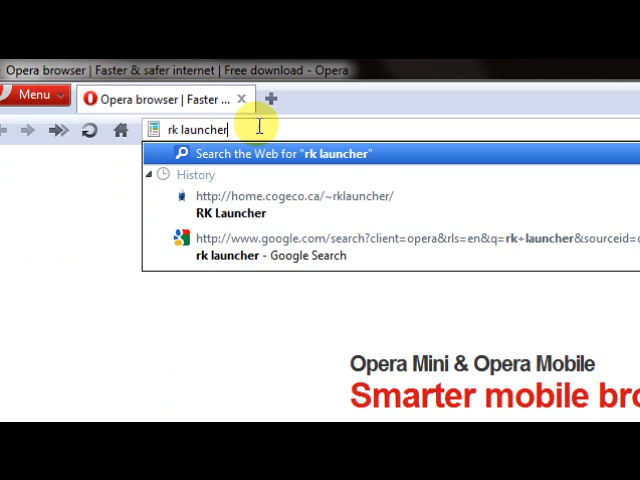 Opera browser | Faster & safer internet | Free download - Opera
Menu
Opera browser | Faster ...
rk launcher
Search the Web for "rk launcher"
History
http://home.cogeco.ca/~rklauncher/
RK Launcher
http://www.google.com/search?client=opera&rls=en&q=rk+launcher&sourceid=o
rk launcher - Google Search
Opera Mini & Opera Mobile
Smarter mobile bro